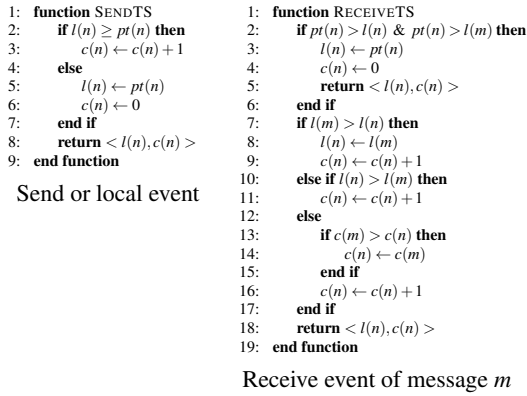 1: function SENDTS
2: if l(n) ≥ pt(n) then
3: c(n) ← c(n)+1
4: else
5: l(n) ← pt(n)
6: c(n) ← 0
7: end if
8: return < l(n),c(n) >
9: end function
Send or local event
1: function RECEIVETS
2: if pt(n) > l(n) & pt(n) > l(m) then
3: l(n) ← pt(n)
4: c(n) ← 0
5: return < l(n),c(n) >
6: end if
7: if l(m) > l(n) then
8: l(n) ← l(m)
9: c(n) ← c(n)+1
10: else if l(n) > l(m) then
11: c(n) ← c(n)+1
12: else
13: if c(m) > c(n) then
14: c(n) ← c(m)
15: end if
16: c(n) ← c(n)+1
17: end if
18: return < l(n),c(n) >
19: end function
Receive event of message m